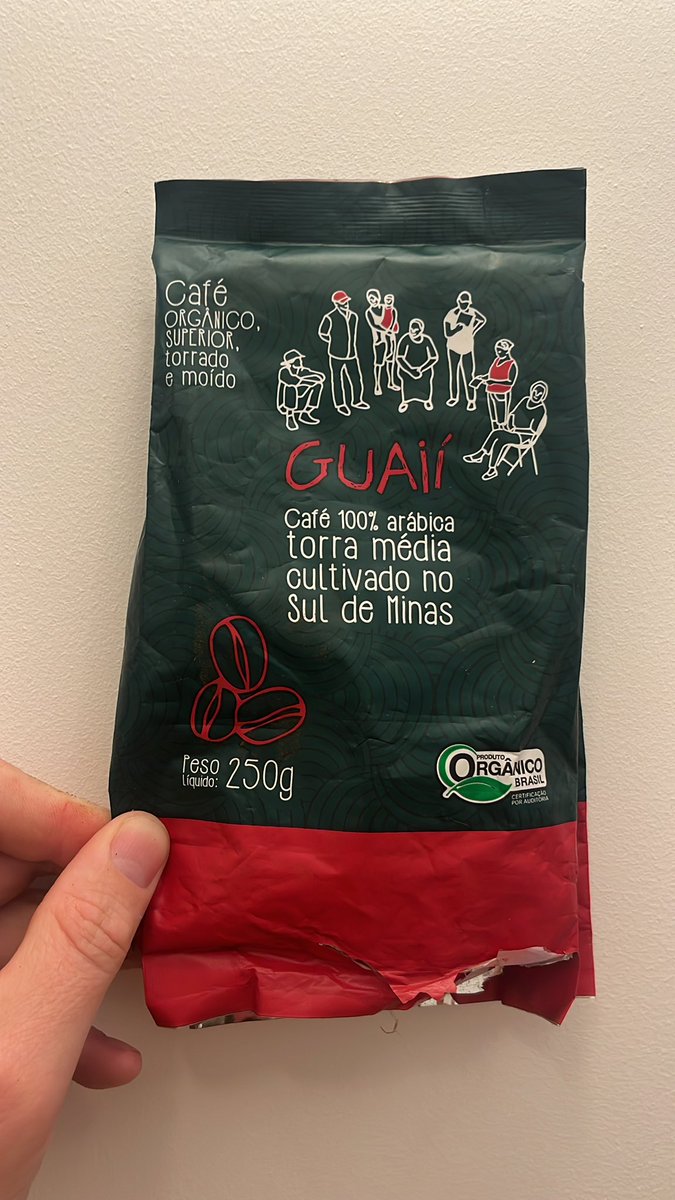 Café
ORGÂNICO,
SUPERIOR,
torrado
e moído
GUAií
Café 100% arábica
torra média
cultivado no
Sul de Minas
Peso
líquido: 250g
PRODUTO
ORGÂNICO
BRASIL
CERTIFICAÇÃO
POR AUDITORIA